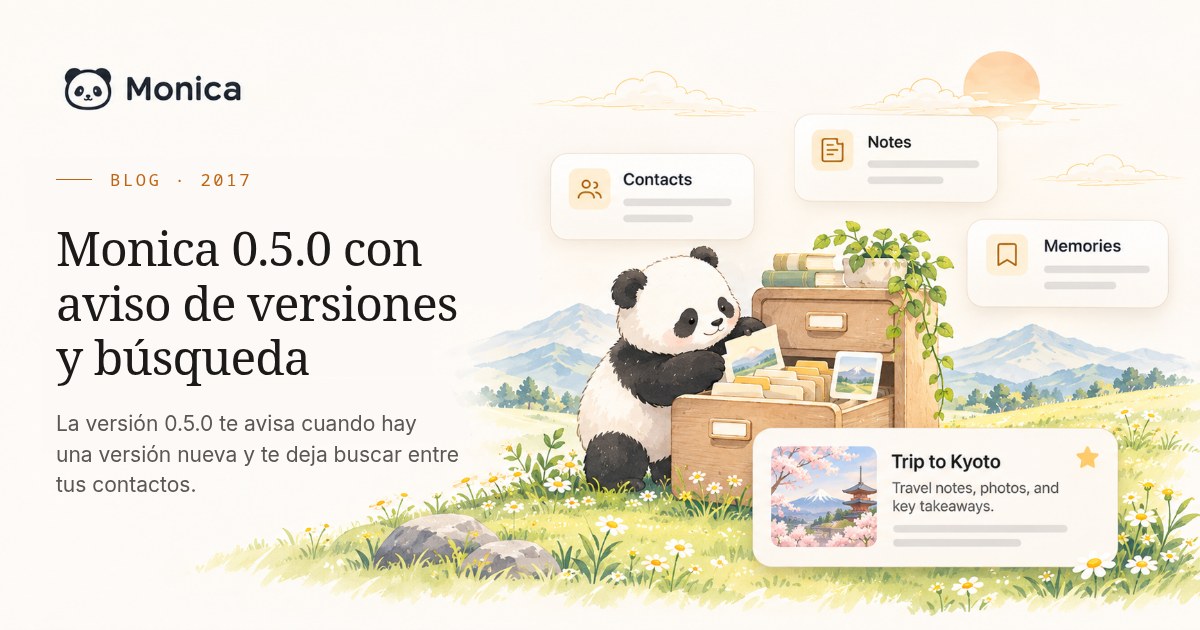 Monica
BLOG · 2017
Monica 0.5.0 con
aviso de versiones
y búsqueda
La versión 0.5.0 te avisa cuando hay
una versión nueva y te deja buscar entre
tus contactos.
Contacts
Notes
Memories
Trip to Kyoto
Travel notes, photos, and
key takeaways.